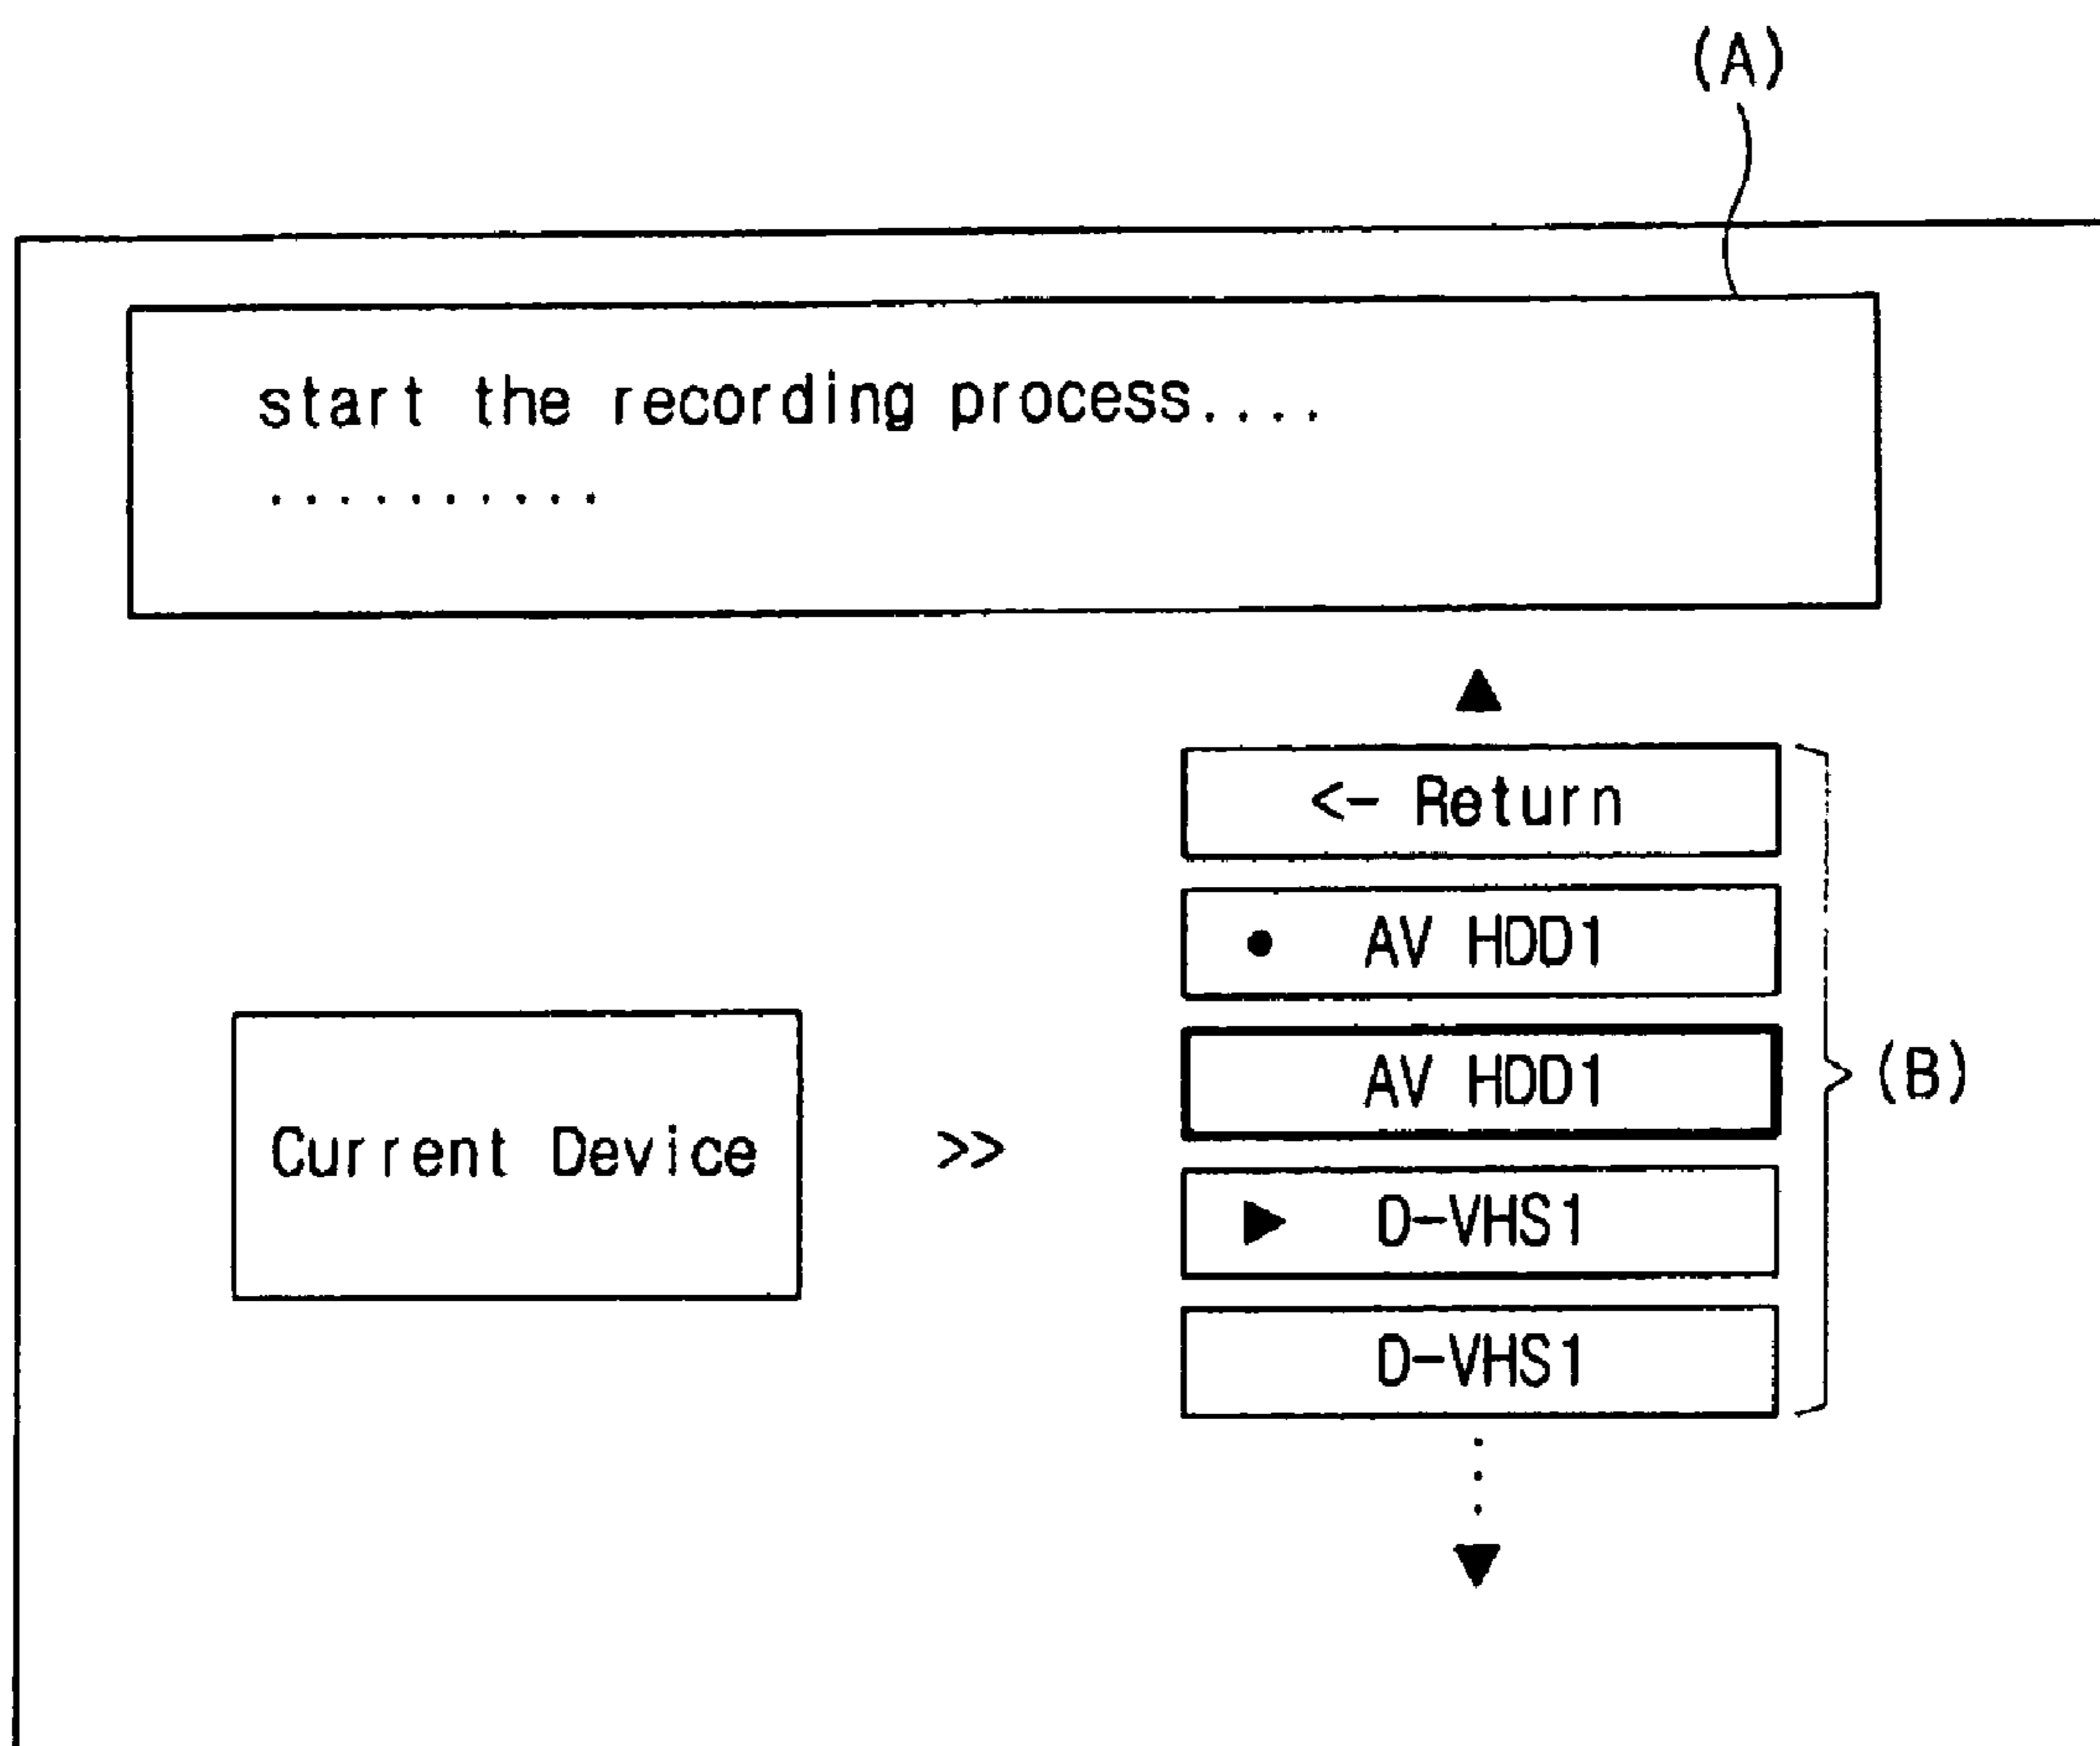 (A)
start the recording process....
..........
<- Return
● AV HDD1
AV HDD1
(B)
Current Device >>
▶ D-VHS1
D-VHS1